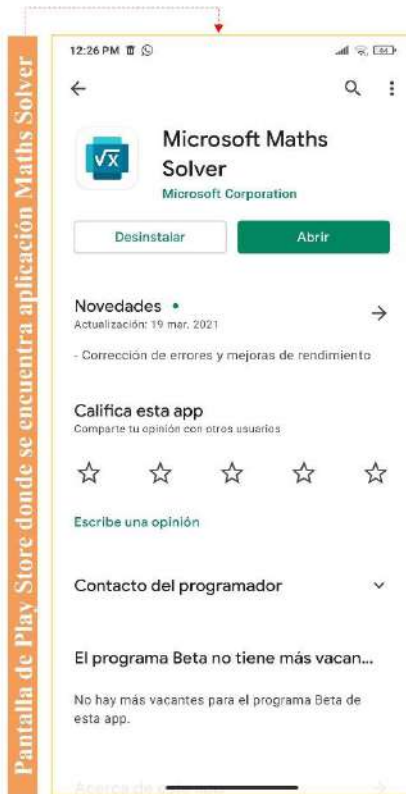 Pantalla de Play Store donde se encuentra aplicación Maths Solver
12:26 PM
64
√x
Microsoft Maths
Solver
Microsoft Corporation
Desinstalar
Abrir
Novedades •
Actualización: 19 mar. 2021
- Corrección de errores y mejoras de rendimiento
Califica esta app
Comparte tu opinión con otros usuarios
Escribe una opinión
Contacto del programador
El programa Beta no tiene más vacan...
No hay más vacantes para el programa Beta de
esta app.
Acerca de